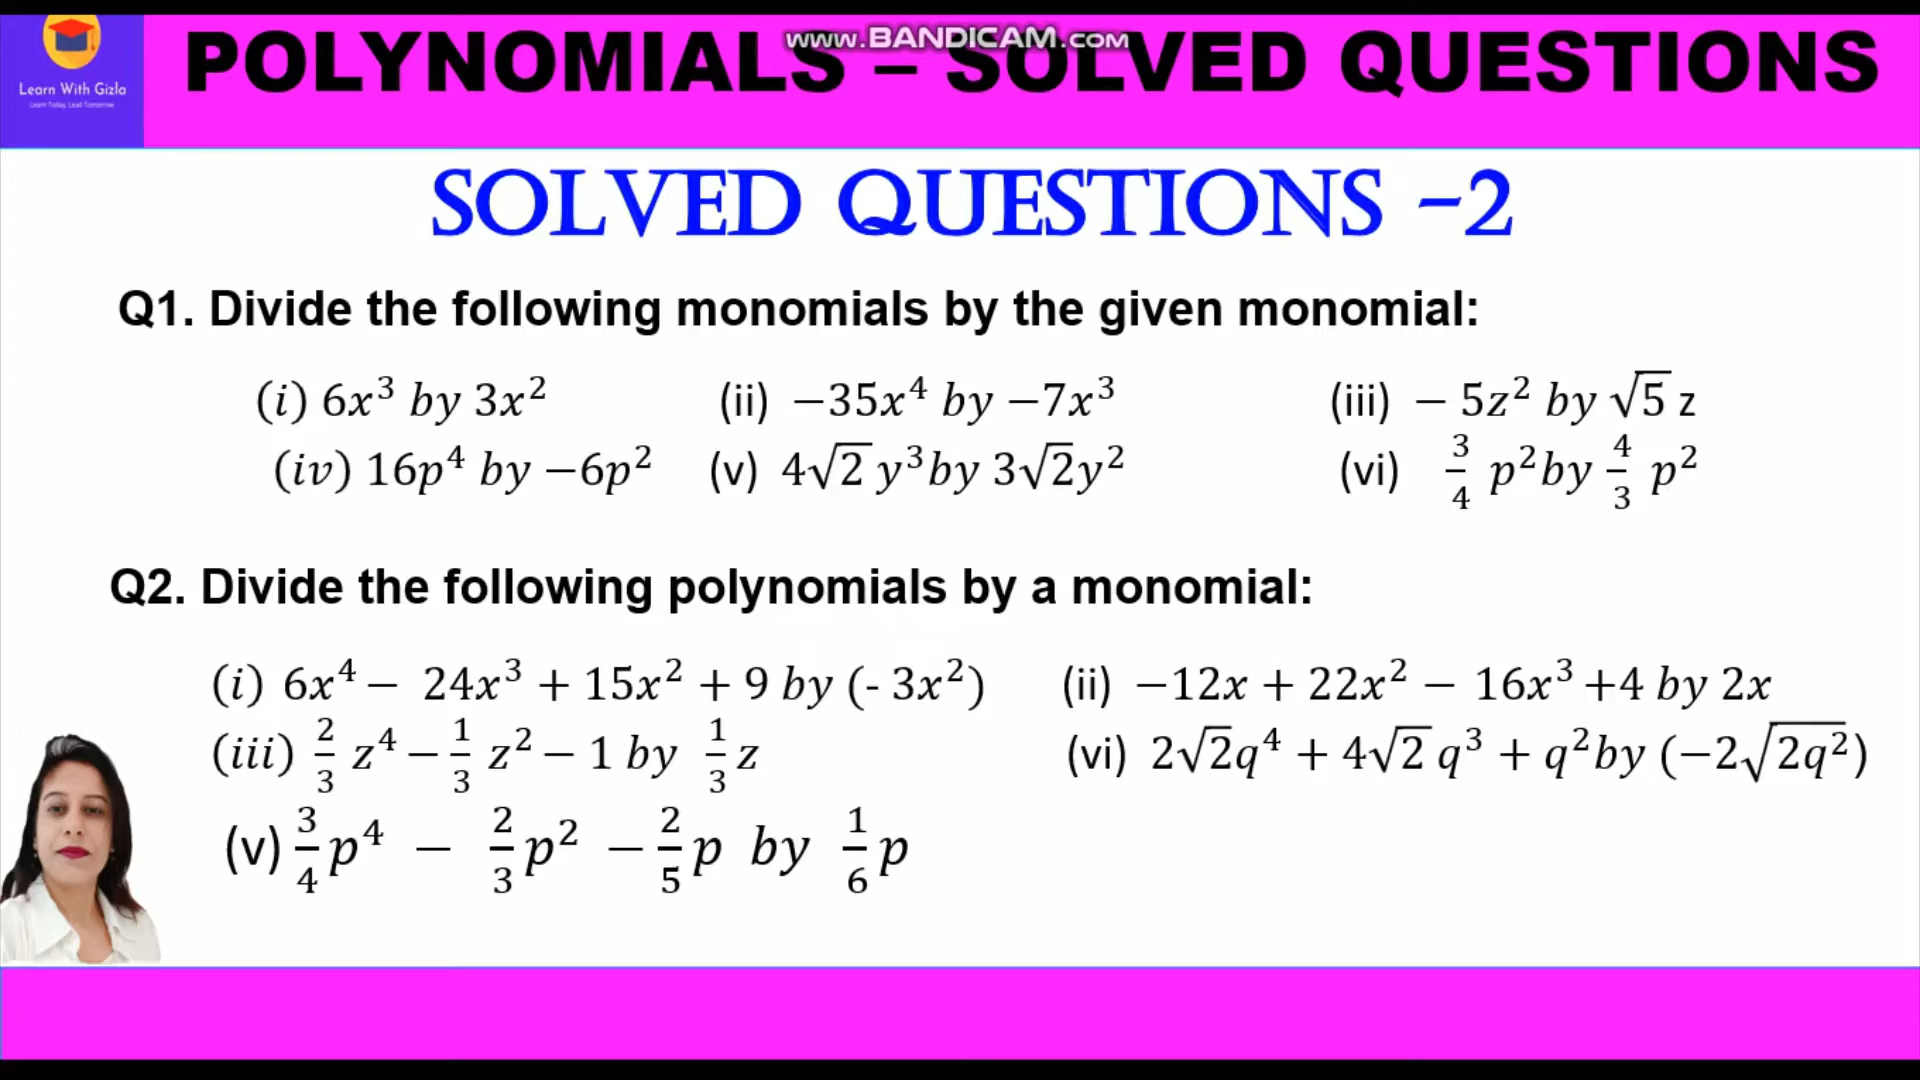 www.BANDICAM.com
POLYNOMIALS – SOLVED QUESTIONS
Learn With Gizla
Learn Today, Lead Tomorrow
SOLVED QUESTIONS -2
Q1. Divide the following monomials by the given monomial:
(i) 6x³ by 3x² (ii) −35x⁴ by −7x³ (iii) − 5z² by √5 z
(iv) 16p⁴ by −6p² (v) 4√2 y³by 3√2y² (vi) 3/4 p²by 4/3 p²
Q2. Divide the following polynomials by a monomial:
(i) 6x⁴ − 24x³ + 15x² + 9 by (- 3x²) (ii) −12x + 22x² − 16x³ +4 by 2x
(iii) 2/3 z⁴ − 1/3 z² − 1 by 1/3 z (vi) 2√2q⁴ + 4√2 q³ + q²by (−2√(2q²))
(v) 3/4 p⁴ − 2/3 p² − 2/5 p by 1/6 p